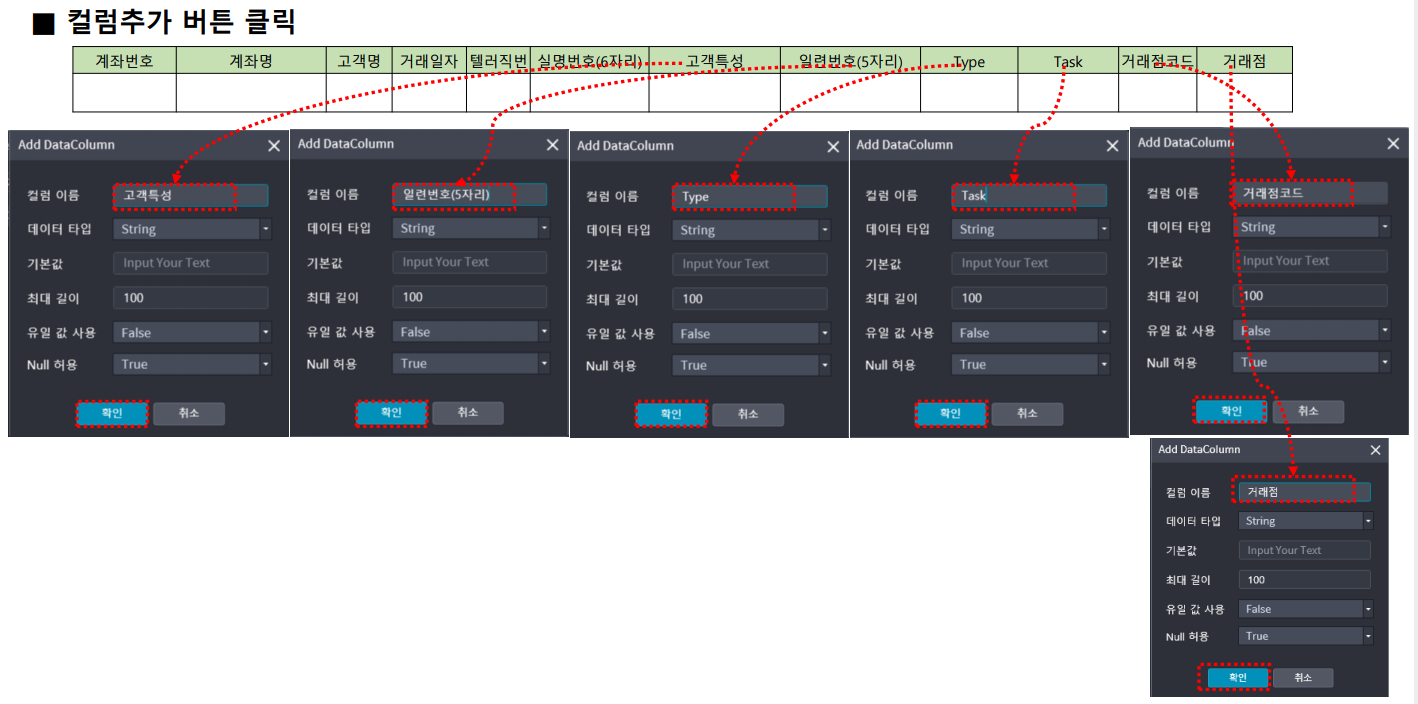 ■ 컬럼추가 버튼 클릭
계좌번호 계좌명 고객명 거래일자 텔러직번 실명번호(6자리) 고객특성 일련번호(5자리) Type Task 거래점코드 거래점
Add DataColumn
컬럼 이름 고객특성
데이터 타입 String
기본값 Input Your Text
최대 길이 100
유일 값 사용 False
Null 허용 True
확인 취소
Add DataColumn
컬럼 이름 일련번호(5자리)
데이터 타입 String
기본값 Input Your Text
최대 길이 100
유일 값 사용 False
Null 허용 True
확인 취소
Add DataColumn
컬럼 이름 Type
데이터 타입 String
기본값 Input Your Text
최대 길이 100
유일 값 사용 False
Null 허용 True
확인 취소
Add DataColumn
컬럼 이름 Task
데이터 타입 String
기본값 Input Your Text
최대 길이 100
유일 값 사용 False
Null 허용 True
확인 취소
Add DataColumn
컬럼 이름 거래점코드
데이터 타입 String
기본값 Input Your Text
최대 길이 100
유일 값 사용 False
Null 허용 True
확인 취소
Add DataColumn
컬럼 이름 거래점
데이터 타입 String
기본값 Input Your Text
최대 길이 100
유일 값 사용 False
Null 허용 True
확인 취소